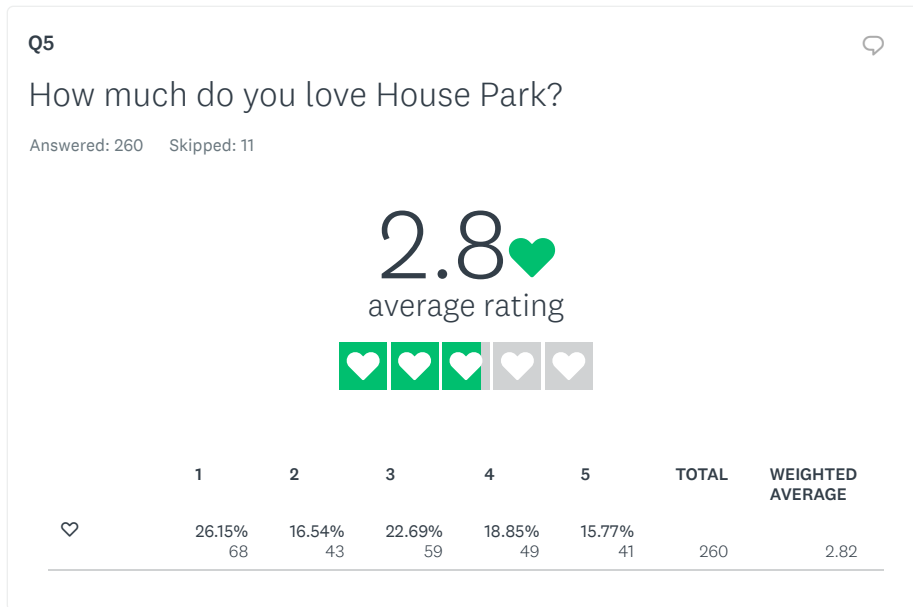 Q5
How much do you love House Park?
Answered: 260 Skipped: 11
2.8
average rating
1 2 3 4 5 TOTAL WEIGHTED
AVERAGE
26.15% 16.54% 22.69% 18.85% 15.77%
68 43 59 49 41 260 2.82